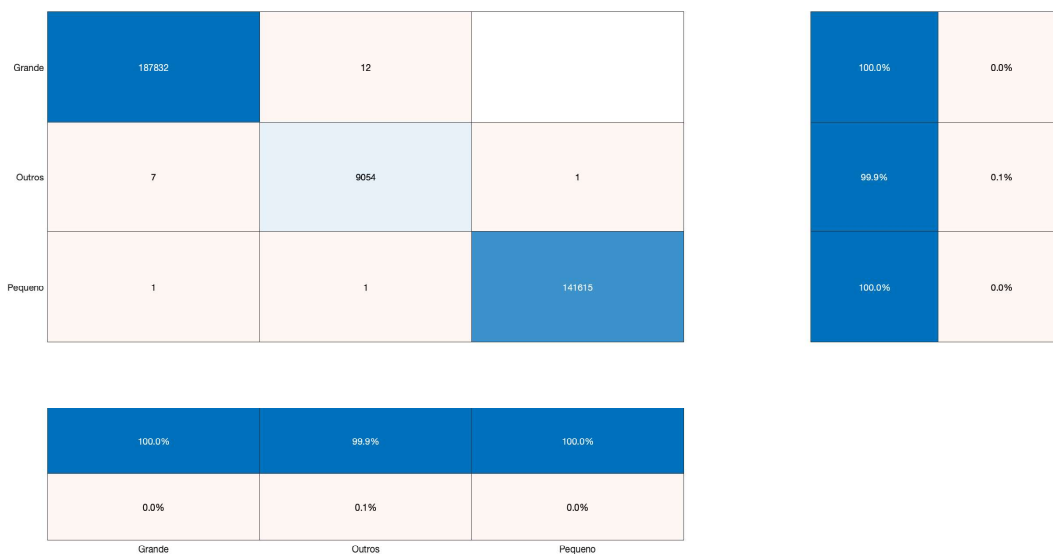 Grande 187832 12 100.0% 0.0%
Outros 7 9054 1 99.9% 0.1%
Pequeno 1 1 141615 100.0% 0.0%
100.0% 99.9% 100.0%
0.0% 0.1% 0.0%
Grande Outros Pequeno